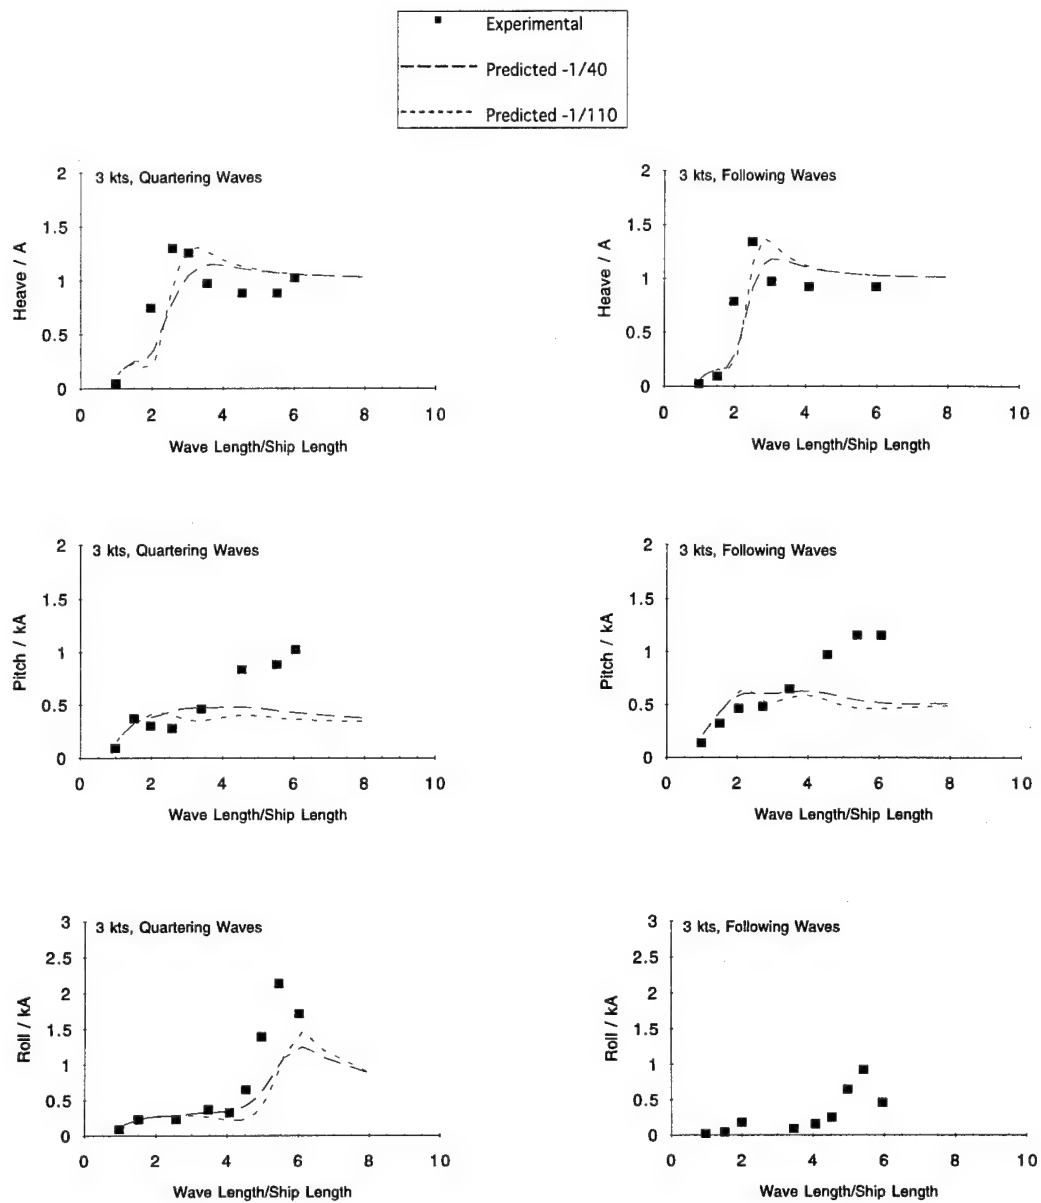 Experimental
Predicted -1/40
Predicted -1/110
3 kts, Quartering Waves
Heave / A
2
1.5
1
0.5
0
0 2 4 6 8 10
Wave Length/Ship Length
3 kts, Following Waves
Heave / A
2
1.5
1
0.5
0
0 2 4 6 8 10
Wave Length/Ship Length
3 kts, Quartering Waves
Pitch / kA
2
1.5
1
0.5
0
0 2 4 6 8 10
Wave Length/Ship Length
3 kts, Following Waves
Pitch / kA
2
1.5
1
0.5
0
0 2 4 6 8 10
Wave Length/Ship Length
3 kts, Quartering Waves
Roll / kA
3
2.5
2
1.5
1
0.5
0
0 2 4 6 8 10
Wave Length/Ship Length
3 kts, Following Waves
Roll / kA
3
2.5
2
1.5
1
0.5
0
0 2 4 6 8 10
Wave Length/Ship Length